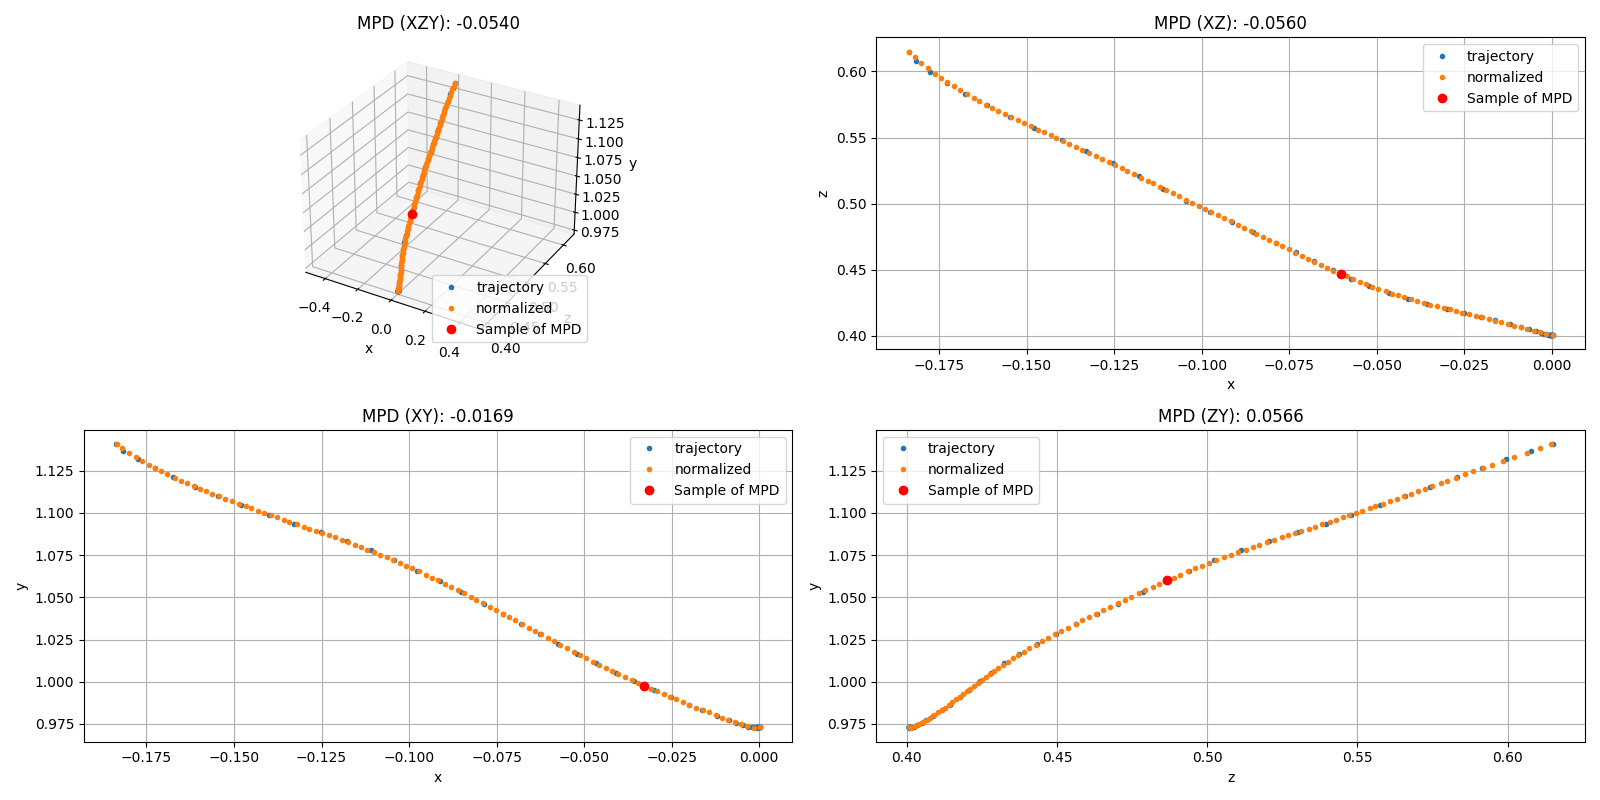 MPD (XZY): -0.0540
1.125
1.100
1.075
1.050
1.025
1.000
0.975
y
0.60
0.55
z
0.40
−0.4
−0.2
0.0
0.2
0.4
x
trajectory
normalized
Sample of MPD
MPD (XZ): -0.0560
trajectory
normalized
Sample of MPD
0.60
0.55
0.50
0.45
0.40
z
−0.175
−0.150
−0.125
−0.100
−0.075
−0.050
−0.025
0.000
x
MPD (XY): -0.0169
trajectory
normalized
Sample of MPD
1.125
1.100
1.075
1.050
1.025
1.000
0.975
y
−0.175
−0.150
−0.125
−0.100
−0.075
−0.050
−0.025
0.000
x
MPD (ZY): 0.0566
trajectory
normalized
Sample of MPD
1.125
1.100
1.075
1.050
1.025
1.000
0.975
y
0.40
0.45
0.50
0.55
0.60
z